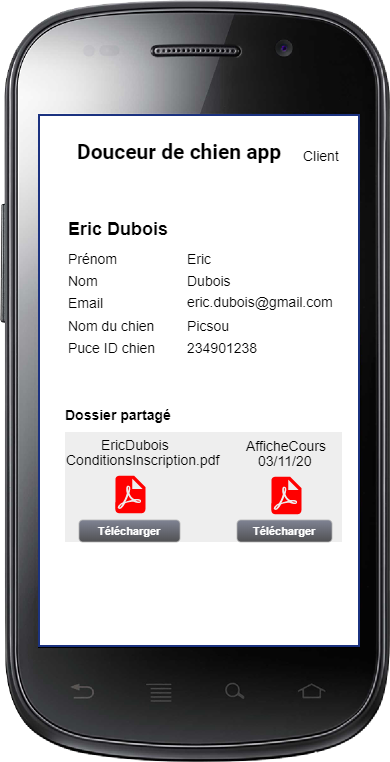 Douceur de chien app
Client
Eric Dubois
Prénom Eric
Nom Dubois
Email eric.dubois@gmail.com
Nom du chien Picsou
Puce ID chien 234901238
Dossier partagé
EricDubois
ConditionsInscription.pdf
Télécharger
AfficheCours
03/11/20
Télécharger